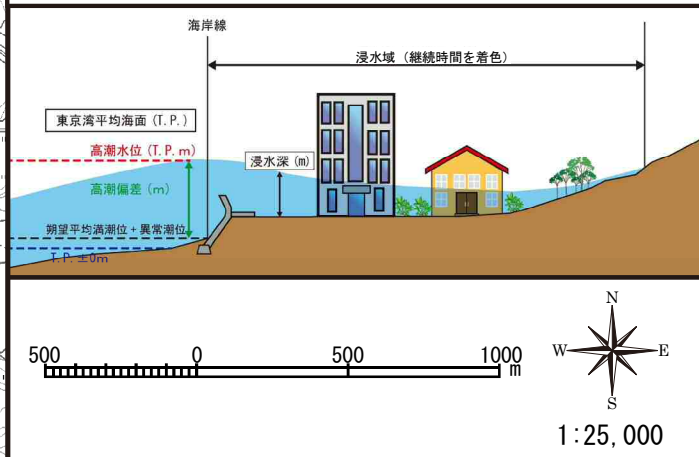 海岸線
浸水域（継続時間を着色）
東京湾平均海面（T.P.）
高潮水位（T.P. m）
浸水深（m）
高潮偏差（m）
朔望平均満潮位＋異常潮位
T.P.±0m
500 0 500 1000
m
N
W E
S
1:25,000